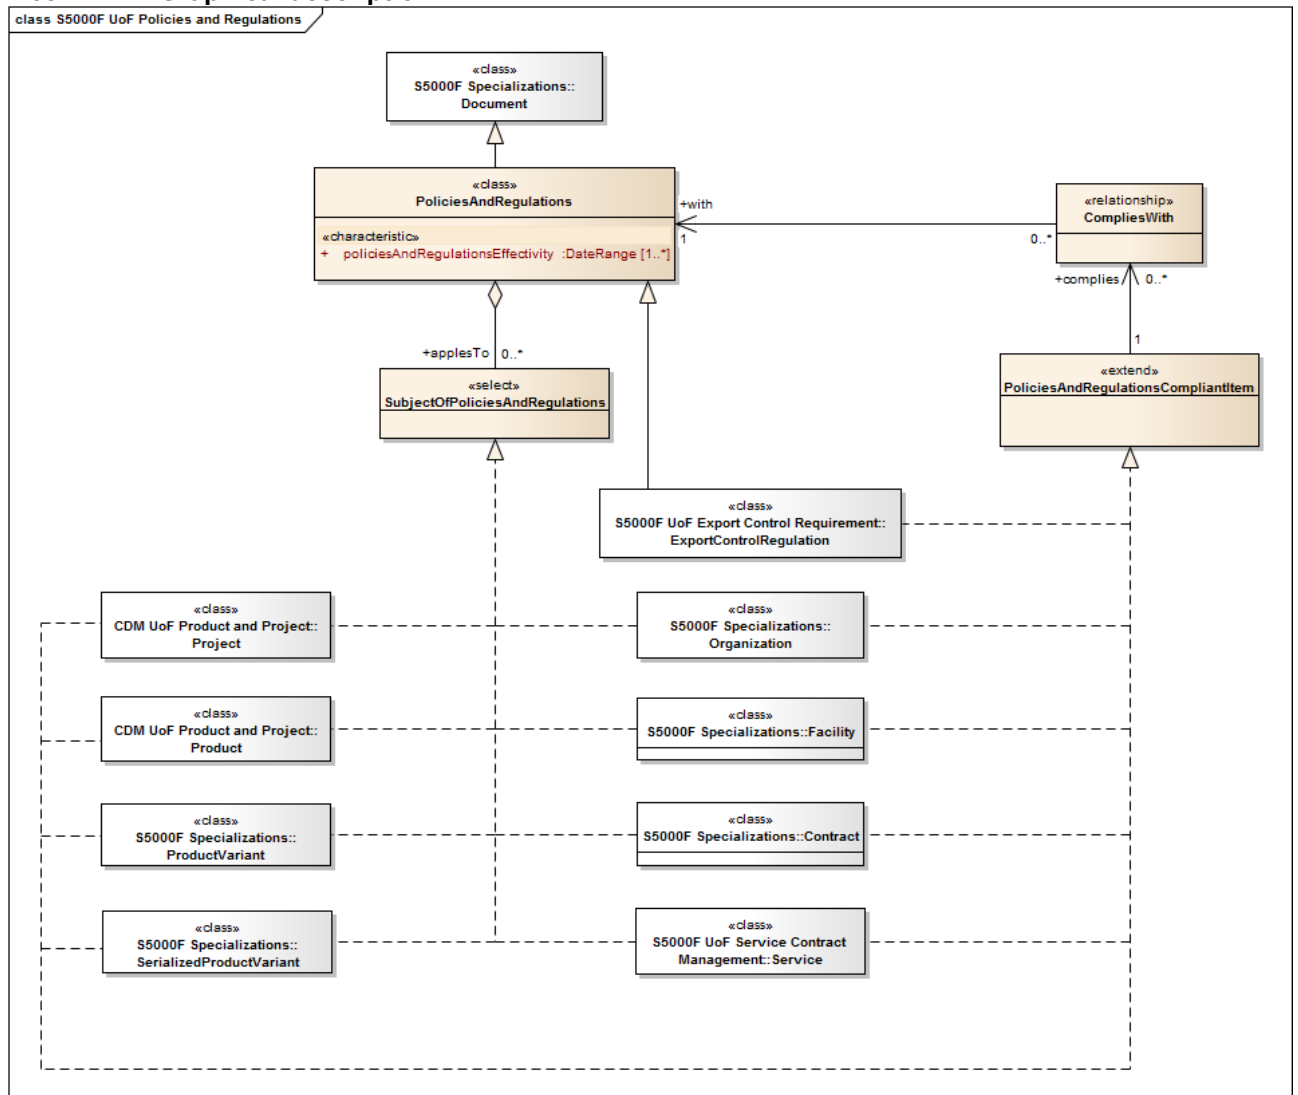 class S5000F UoF Policies and Regulations
«class»
S5000F Specializations::
Document
«class»
PoliciesAndRegulations
«characteristic»
+ policiesAndRegulationsEffectivity :DateRange [1..*]
+with
1
0..*
«relationship»
CompliesWith
+complies
0..*
1
+applesTo
0..*
«select»
SubjectOfPoliciesAndRegulations
«extend»
PoliciesAndRegulationsCompliantItem
«class»
S5000F UoF Export Control Requirement::
ExportControlRegulation
«class»
CDM UoF Product and Project::
Project
«class»
S5000F Specializations::
Organization
«class»
CDM UoF Product and Project::
Product
«class»
S5000F Specializations::Facility
«class»
S5000F Specializations::
ProductVariant
«class»
S5000F Specializations::Contract
«class»
S5000F Specializations::
SerializedProductVariant
«class»
S5000F UoF Service Contract
Management::Service